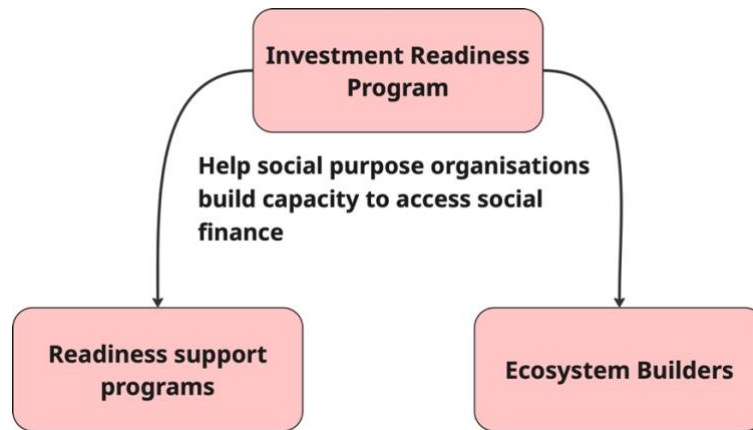 Investment Readiness
Program
Help social purpose organisations
build capacity to access social
finance
Readiness support
programs
Ecosystem Builders